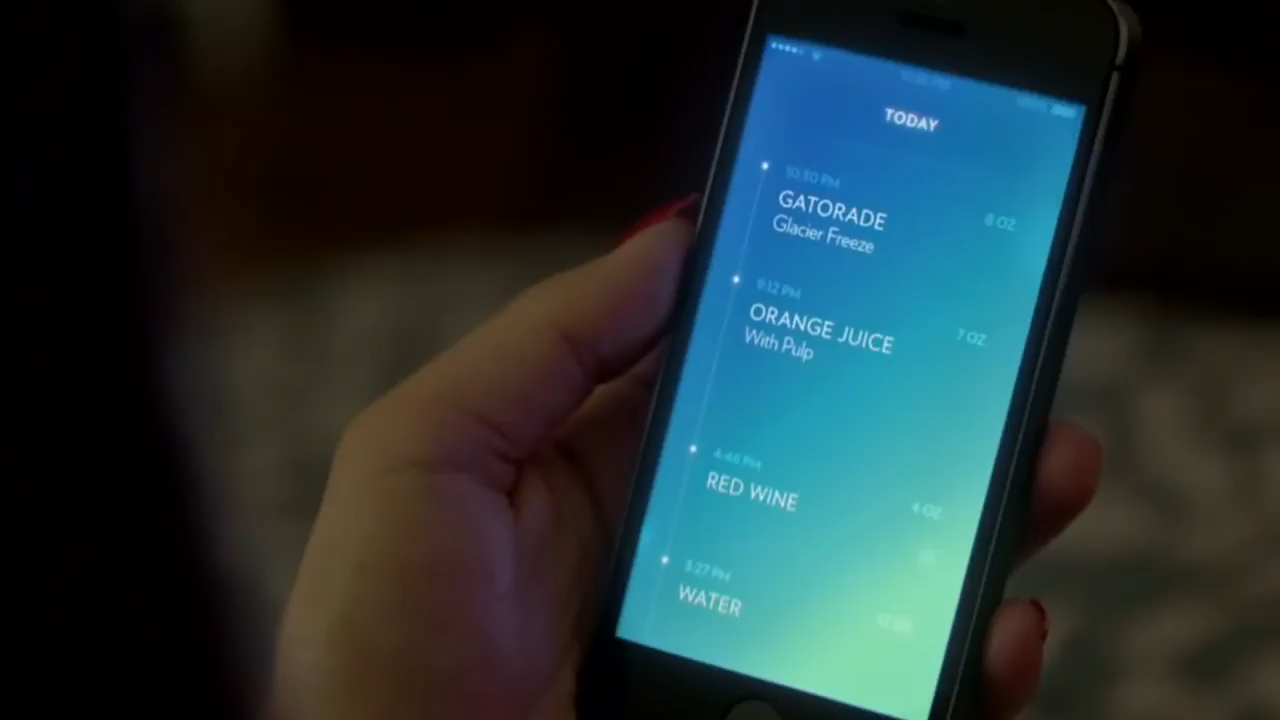 TODAY
10:30 PM
GATORADE
8 OZ
Glacier Freeze
9:12 PM
ORANGE JUICE
7 OZ
With Pulp
4:46 PM
RED WINE
4 OZ
3:27 PM
WATER